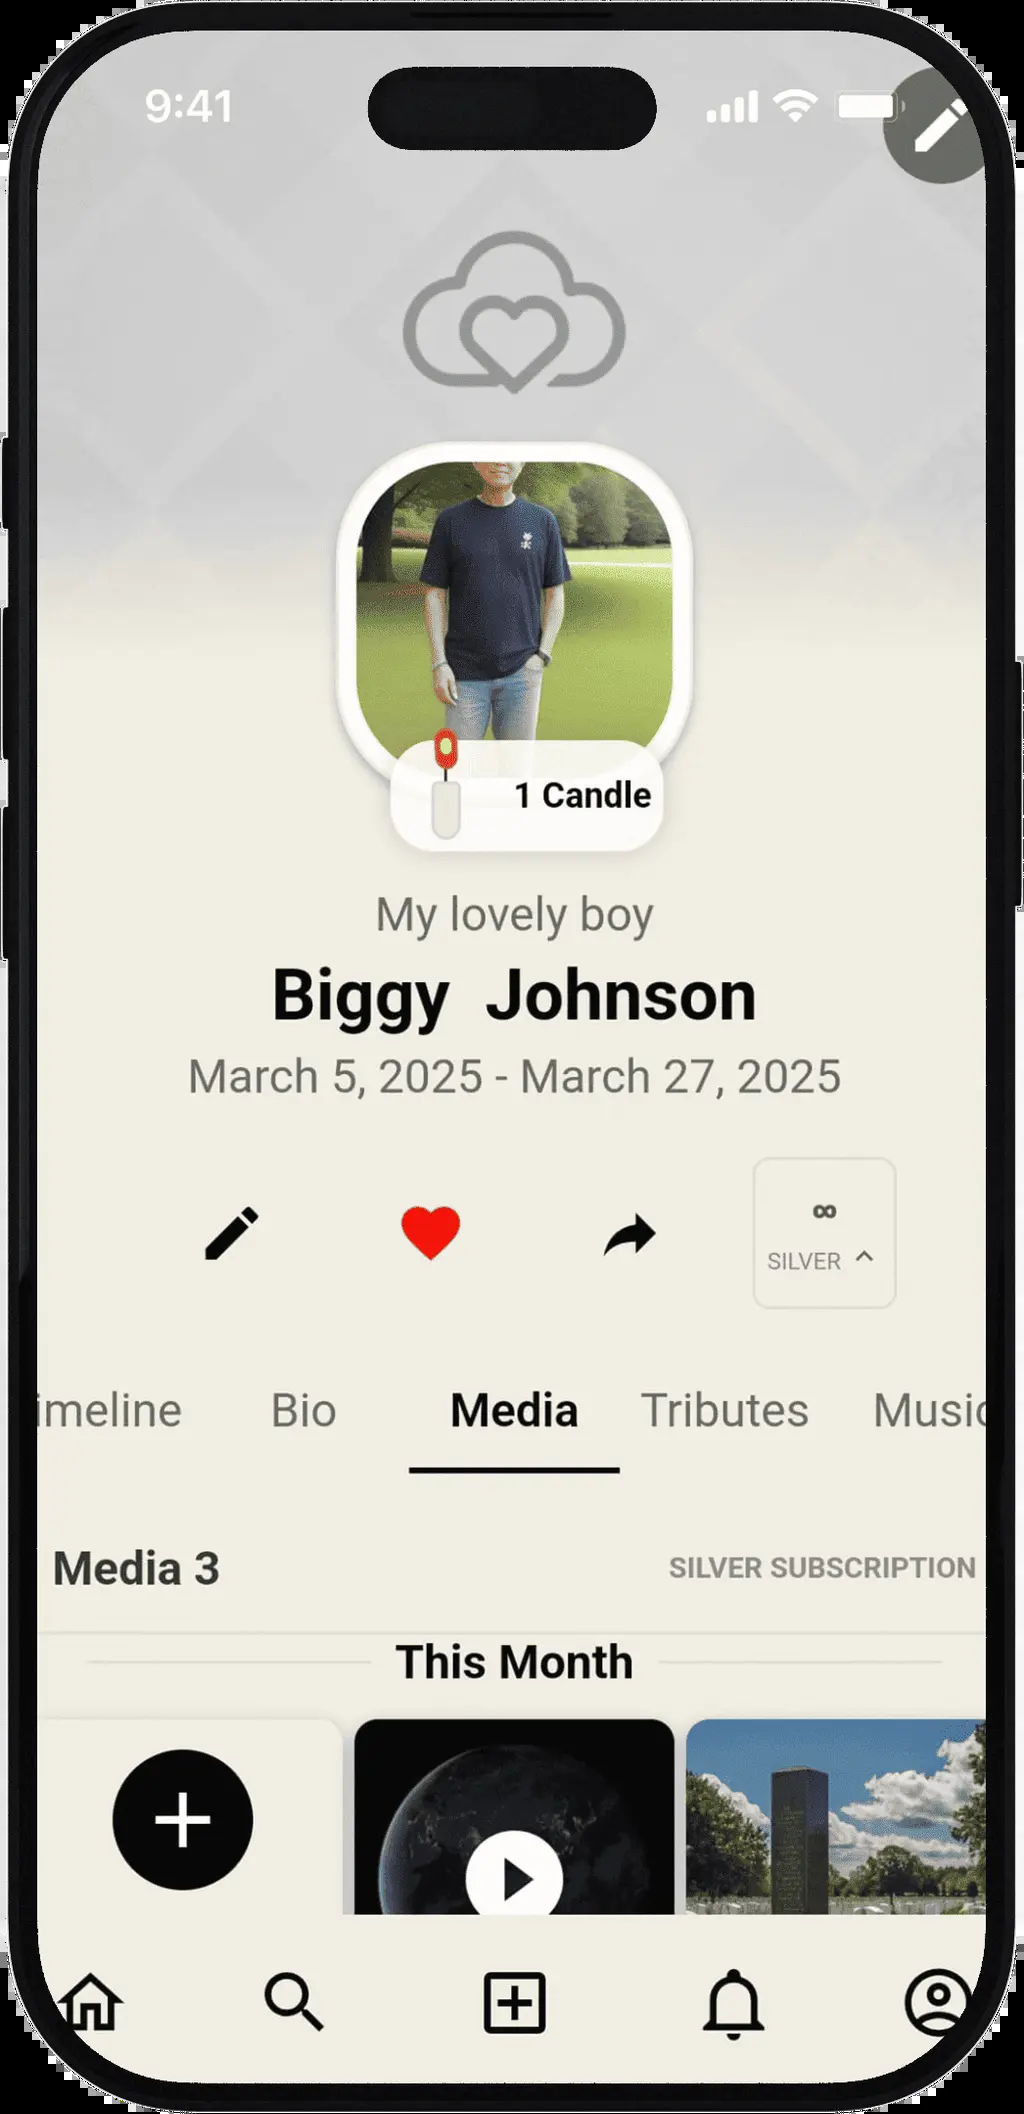 9:41
1 Candle
My lovely boy
Biggy Johnson
March 5, 2025 - March 27, 2025
∞
SILVER
imeline Bio Media Tributes Music
Media 3 SILVER SUBSCRIPTION
This Month